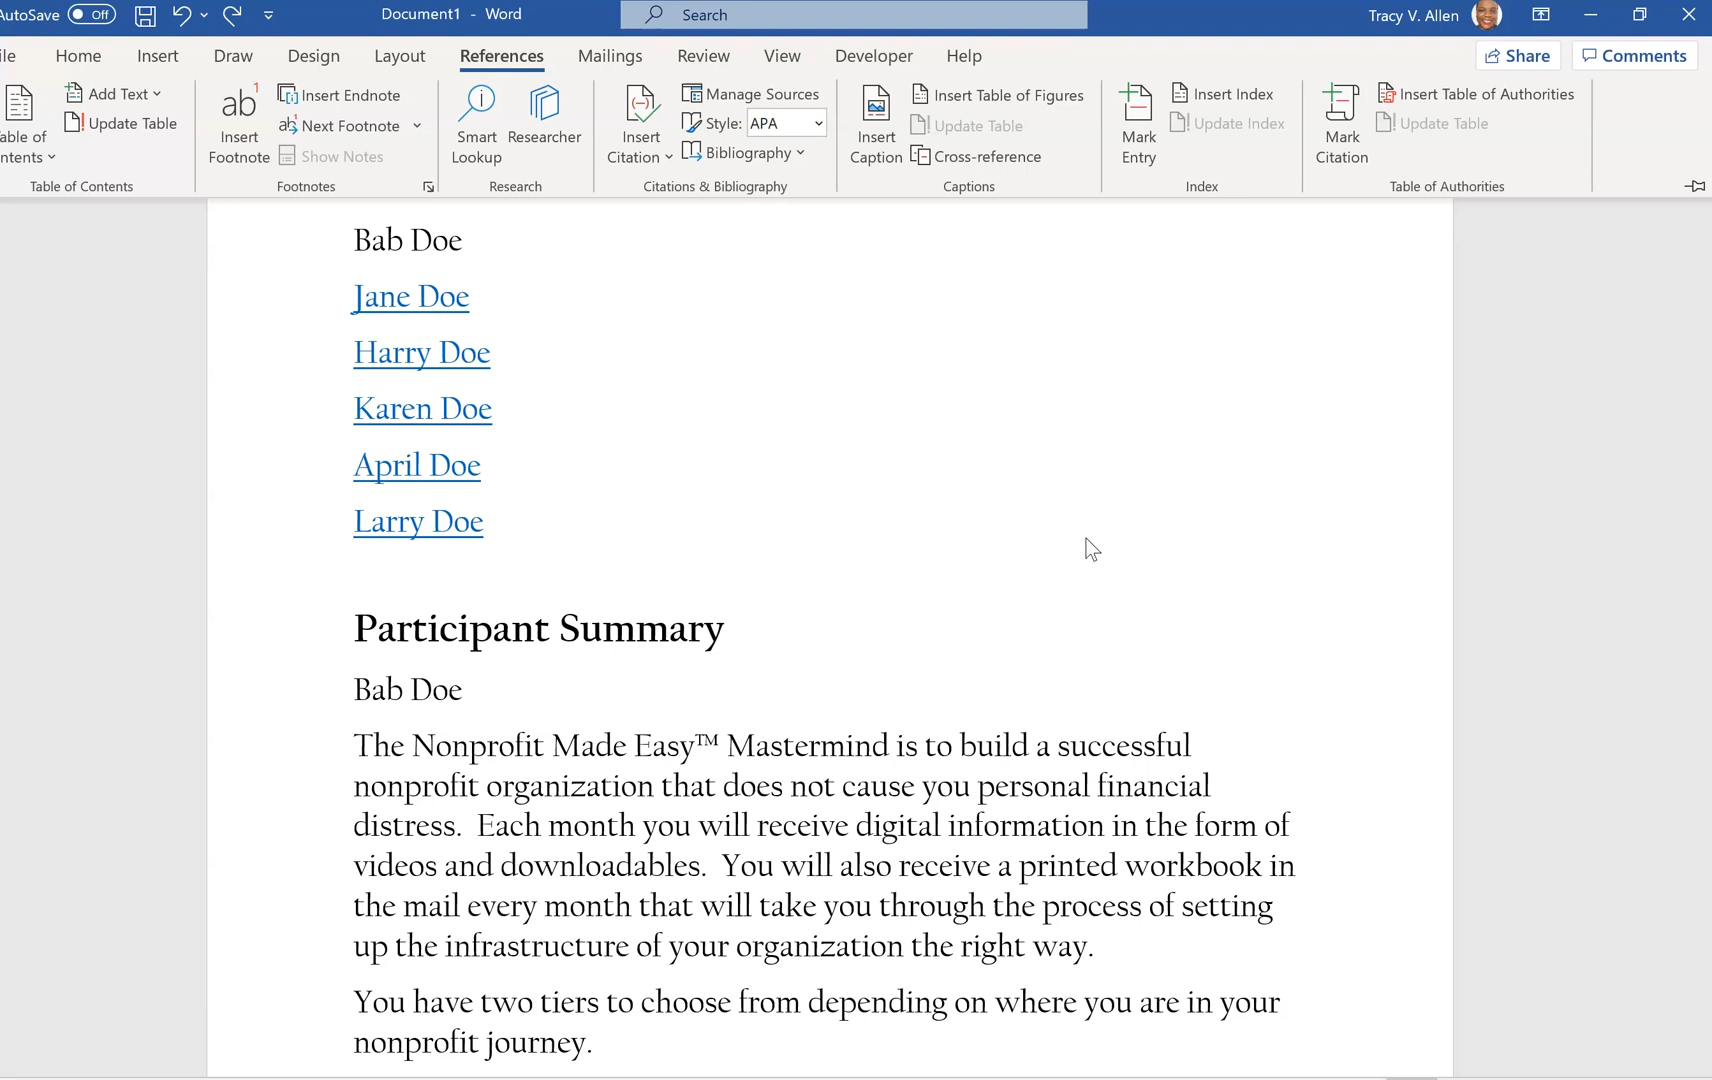 AutoSave Off Document1 - Word Search Tracy V. Allen
ile Home Insert Draw Design Layout References Mailings Review View Developer Help Share Comments
able of
ntents
Add Text
Update Table
Table of Contents
ab 1
Insert
Footnote
Insert Endnote
ab Next Footnote
Show Notes
Footnotes
Smart
Lookup
Researcher
Research
Insert
Citation
Manage Sources
Style: APA
Bibliography
Citations & Bibliography
Insert
Caption
Insert Table of Figures
Update Table
Cross-reference
Captions
Mark
Entry
Insert Index
Update Index
Index
Mark
Citation
Insert Table of Authorities
Update Table
Table of Authorities
Bab Doe
Jane Doe
Harry Doe
Karen Doe
April Doe
Larry Doe
Participant Summary
Bab Doe
The Nonprofit Made Easy™ Mastermind is to build a successful
nonprofit organization that does not cause you personal financial
distress.  Each month you will receive digital information in the form of
videos and downloadables.  You will also receive a printed workbook in
the mail every month that will take you through the process of setting
up the infrastructure of your organization the right way.
You have two tiers to choose from depending on where you are in your
nonprofit journey.